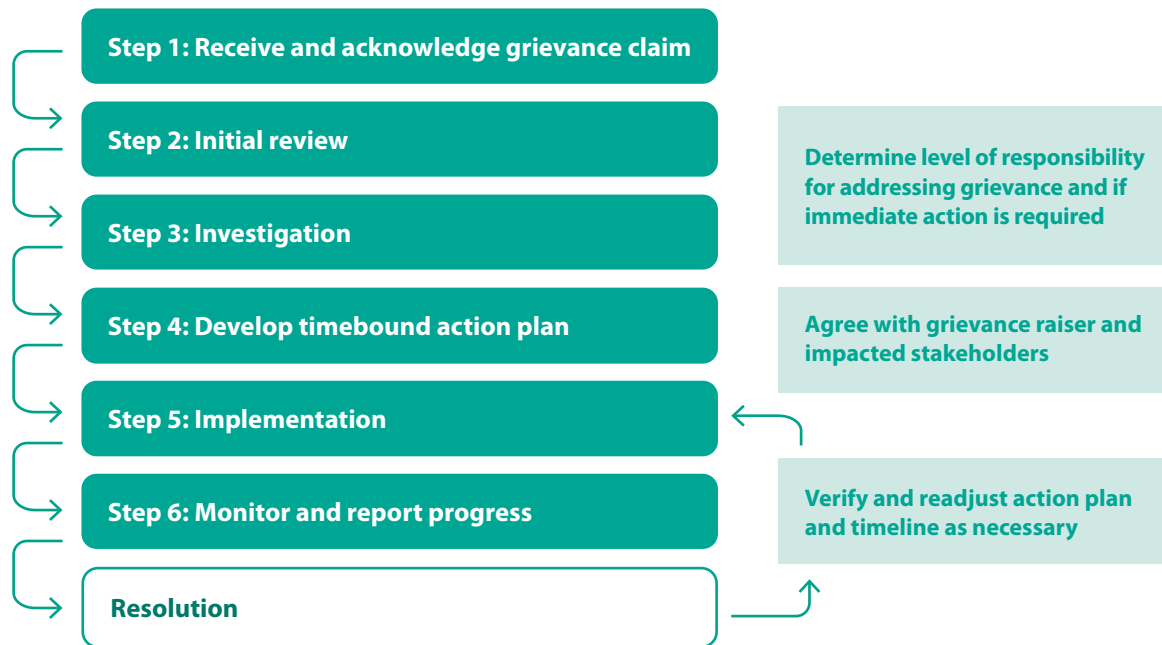 Step 1: Receive and acknowledge grievance claim
Step 2: Initial review
Step 3: Investigation
Step 4: Develop timebound action plan
Step 5: Implementation
Step 6: Monitor and report progress
Resolution
Determine level of responsibility
for addressing grievance and if
immediate action is required
Agree with grievance raiser and
impacted stakeholders
Verify and readjust action plan
and timeline as necessary